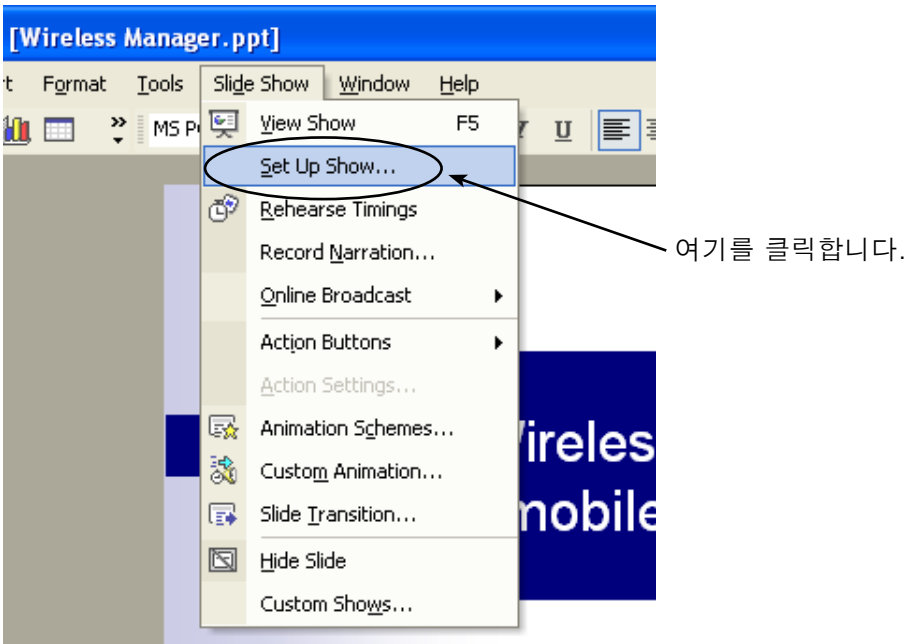 [Wireless Manager.ppt]
Format Tools Slide Show Window Help
MS P
View Show F5
U
Set Up Show...
Rehearse Timings
여기를 클릭합니다.
Record Narration...
Online Broadcast
Action Buttons
Action Settings...
Animation Schemes...
ireles
Custom Animation...
Slide Transition...
mobile
Hide Slide
Custom Shows...